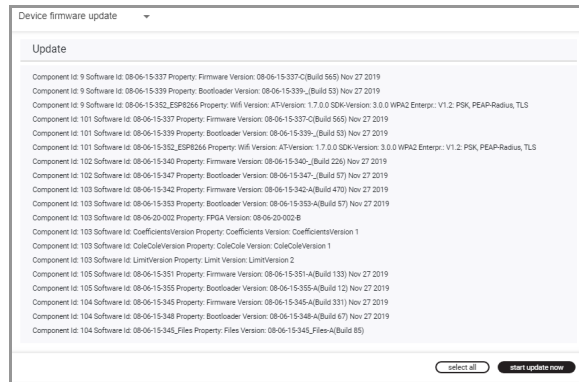 Device firmware update
Update
Component Id: 9 Software Id: 08-06-15-337 Property: Firmware Version: 08-06-15-337-C(Build 565) Nov 27 2019
Component Id: 9 Software Id: 08-06-15-339 Property: Bootloader Version: 08-06-15-339-_(Build 53) Nov 27 2019
Component Id: 9 Software Id: 08-06-15-352_ESP8266 Property: Wifi Version: AT-Version: 1.7.0.0 SDK-Version: 3.0.0 WPA2 Enterpr.: V1.2: PSK, PEAP-Radius, TLS
Component Id: 101 Software Id: 08-06-15-337 Property: Firmware Version: 08-06-15-337-C(Build 565) Nov 27 2019
Component Id: 101 Software Id: 08-06-15-339 Property: Bootloader Version: 08-06-15-339-_(Build 53) Nov 27 2019
Component Id: 101 Software Id: 08-06-15-352_ESP8266 Property: Wifi Version: AT-Version: 1.7.0.0 SDK-Version: 3.0.0 WPA2 Enterpr.: V1.2: PSK, PEAP-Radius, TLS
Component Id: 102 Software Id: 08-06-15-340 Property: Firmware Version: 08-06-15-340-_(Build 226) Nov 27 2019
Component Id: 102 Software Id: 08-06-15-347 Property: Bootloader Version: 08-06-15-347-_(Build 57) Nov 27 2019
Component Id: 103 Software Id: 08-06-15-342 Property: Firmware Version: 08-06-15-342-A(Build 470) Nov 27 2019
Component Id: 103 Software Id: 08-06-15-353 Property: Bootloader Version: 08-06-15-353-A(Build 57) Nov 27 2019
Component Id: 103 Software Id: 08-06-20-002 Property: FPGA Version: 08-06-20-002-B
Component Id: 103 Software Id: CoefficientsVersion Property: Coefficients Version: CoefficientsVersion 1
Component Id: 103 Software Id: ColeColeVersion Property: ColeCole Version: ColeColeVersion 1
Component Id: 103 Software Id: LimitVersion Property: Limit Version: LimitVersion 2
Component Id: 105 Software Id: 08-06-15-351 Property: Firmware Version: 08-06-15-351-A(Build 133) Nov 27 2019
Component Id: 105 Software Id: 08-06-15-355 Property: Bootloader Version: 08-06-15-355-A(Build 12) Nov 27 2019
Component Id: 104 Software Id: 08-06-15-345 Property: Firmware Version: 08-06-15-345-A(Build 331) Nov 27 2019
Component Id: 104 Software Id: 08-06-15-348 Property: Bootloader Version: 08-06-15-348-A(Build 67) Nov 27 2019
Component Id: 104 Software Id: 08-06-15-345_Files Property: Files Version: 08-06-15-345_Files-A(Build 85)
select all
start update now